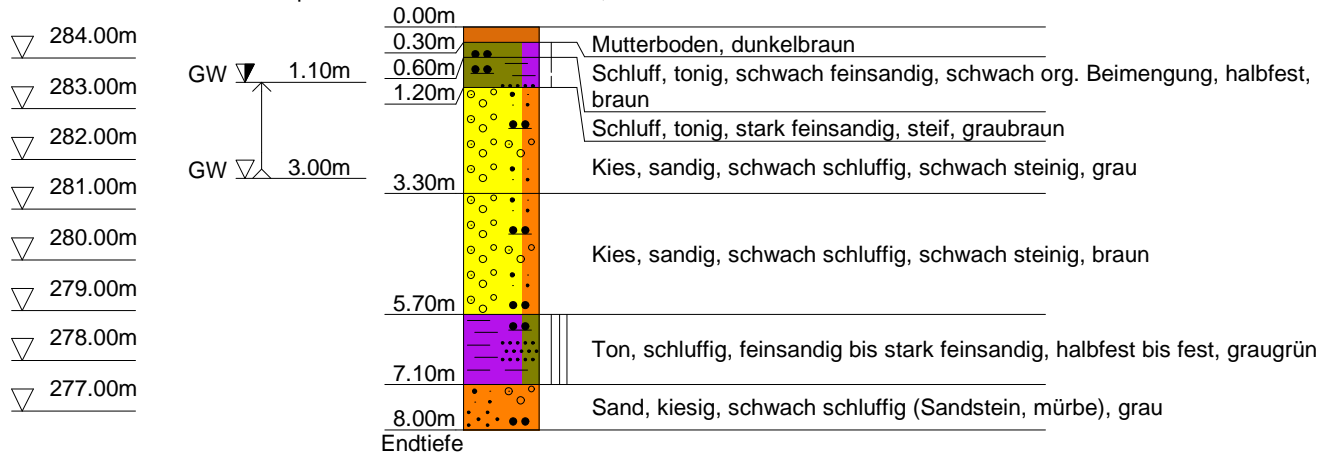 284.00m
283.00m
282.00m
281.00m
280.00m
279.00m
278.00m
277.00m
GW 1.10m
GW 3.00m
0.00m
0.30m
0.60m
1.20m
3.30m
5.70m
7.10m
8.00m
Endtiefe
Mutterboden, dunkelbraun
Schluff, tonig, schwach feinsandig, schwach org. Beimengung, halbfest,
braun
Schluff, tonig, stark feinsandig, steif, graubraun
Kies, sandig, schwach schluffig, schwach steinig, grau
Kies, sandig, schwach schluffig, schwach steinig, braun
Ton, schluffig, feinsandig bis stark feinsandig, halbfest bis fest, graugrün
Sand, kiesig, schwach schluffig (Sandstein, mürbe), grau